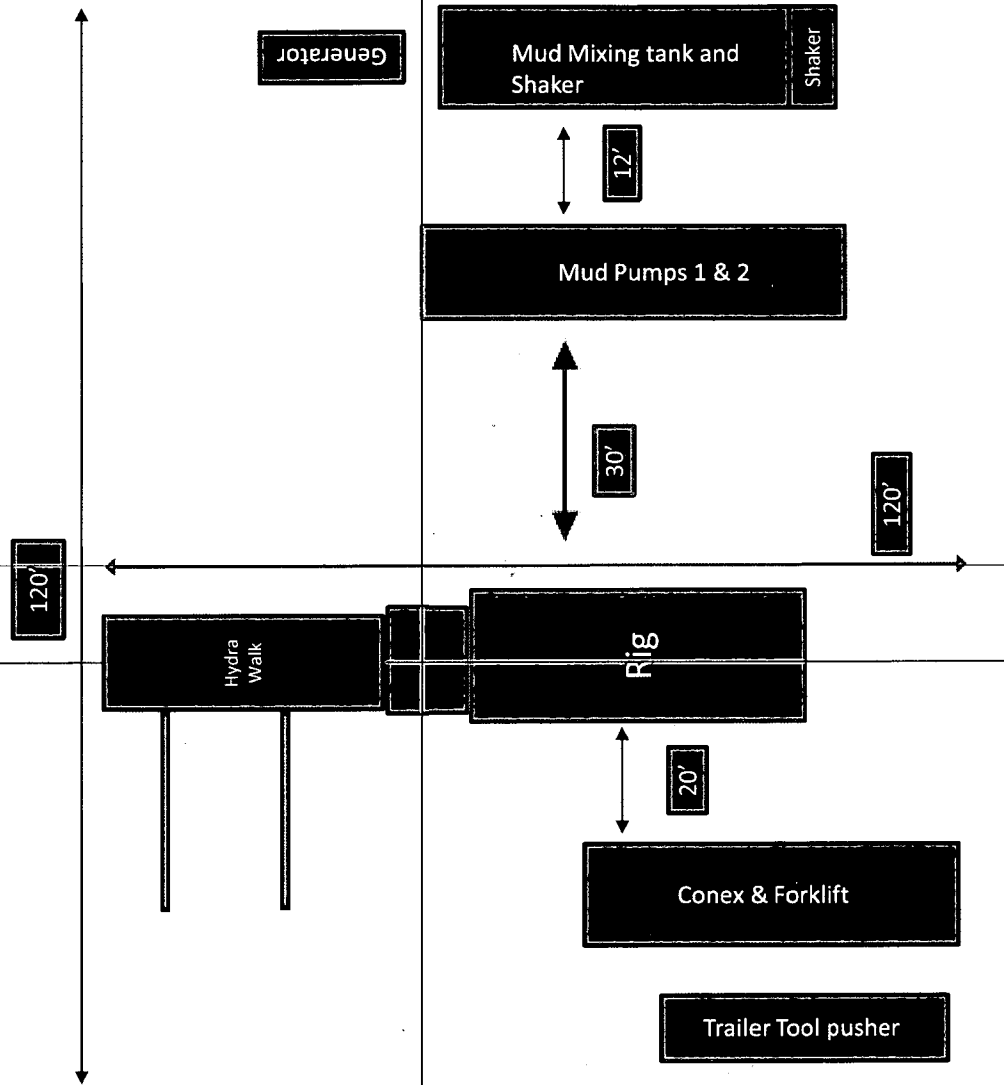 Generator
Mud Mixing tank and
Shaker
Shaker
12'
Mud Pumps 1 & 2
30'
120'
120'
Hydra
Walk
Rig
20'
Conex & Forklift
Trailer Tool pusher